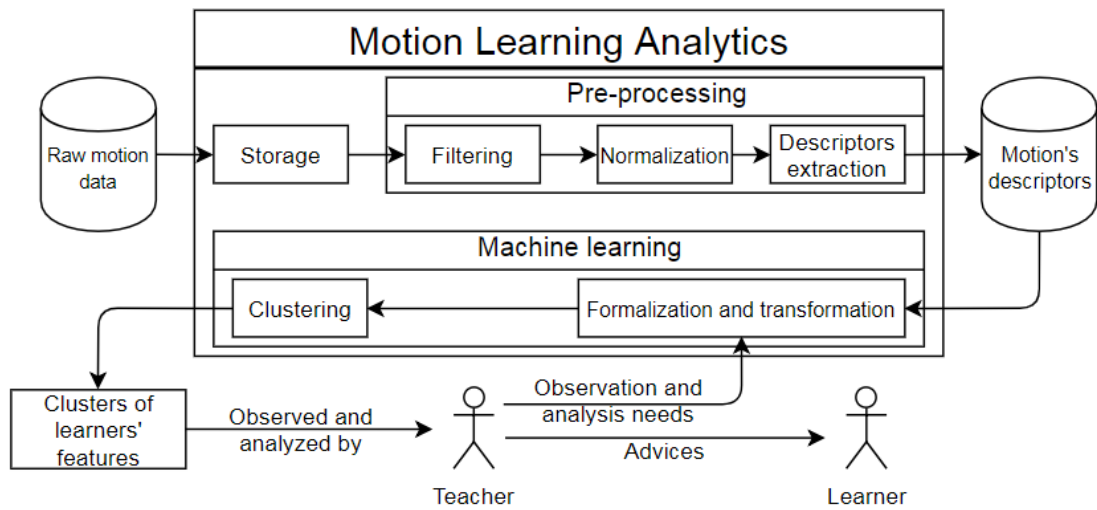 Motion Learning Analytics
Pre-processing
Raw motion
data
Storage
Filtering
Normalization
Descriptors
extraction
Motion's
descriptors
Machine learning
Clustering
Formalization and transformation
Clusters of
learners'
features
Observed and
analyzed by
Observation and
analysis needs
Advices
Teacher
Learner